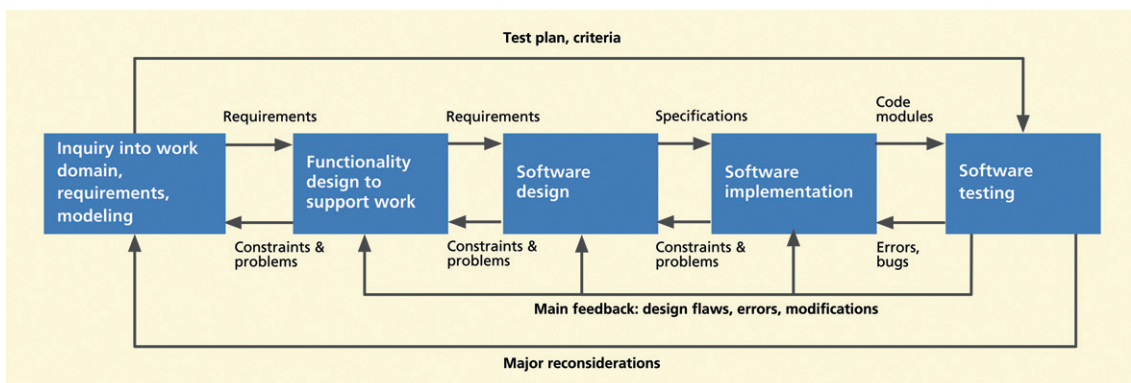 Test plan, criteria
Requirements
Requirements
Specifications
Code
modules
Inquiry into work
domain,
requirements,
modeling
Functionality
design to
support work
Software
design
Software
implementation
Software
testing
Constraints &
problems
Constraints &
problems
Constraints &
problems
Errors,
bugs
Main feedback: design flaws, errors, modifications
Major reconsiderations